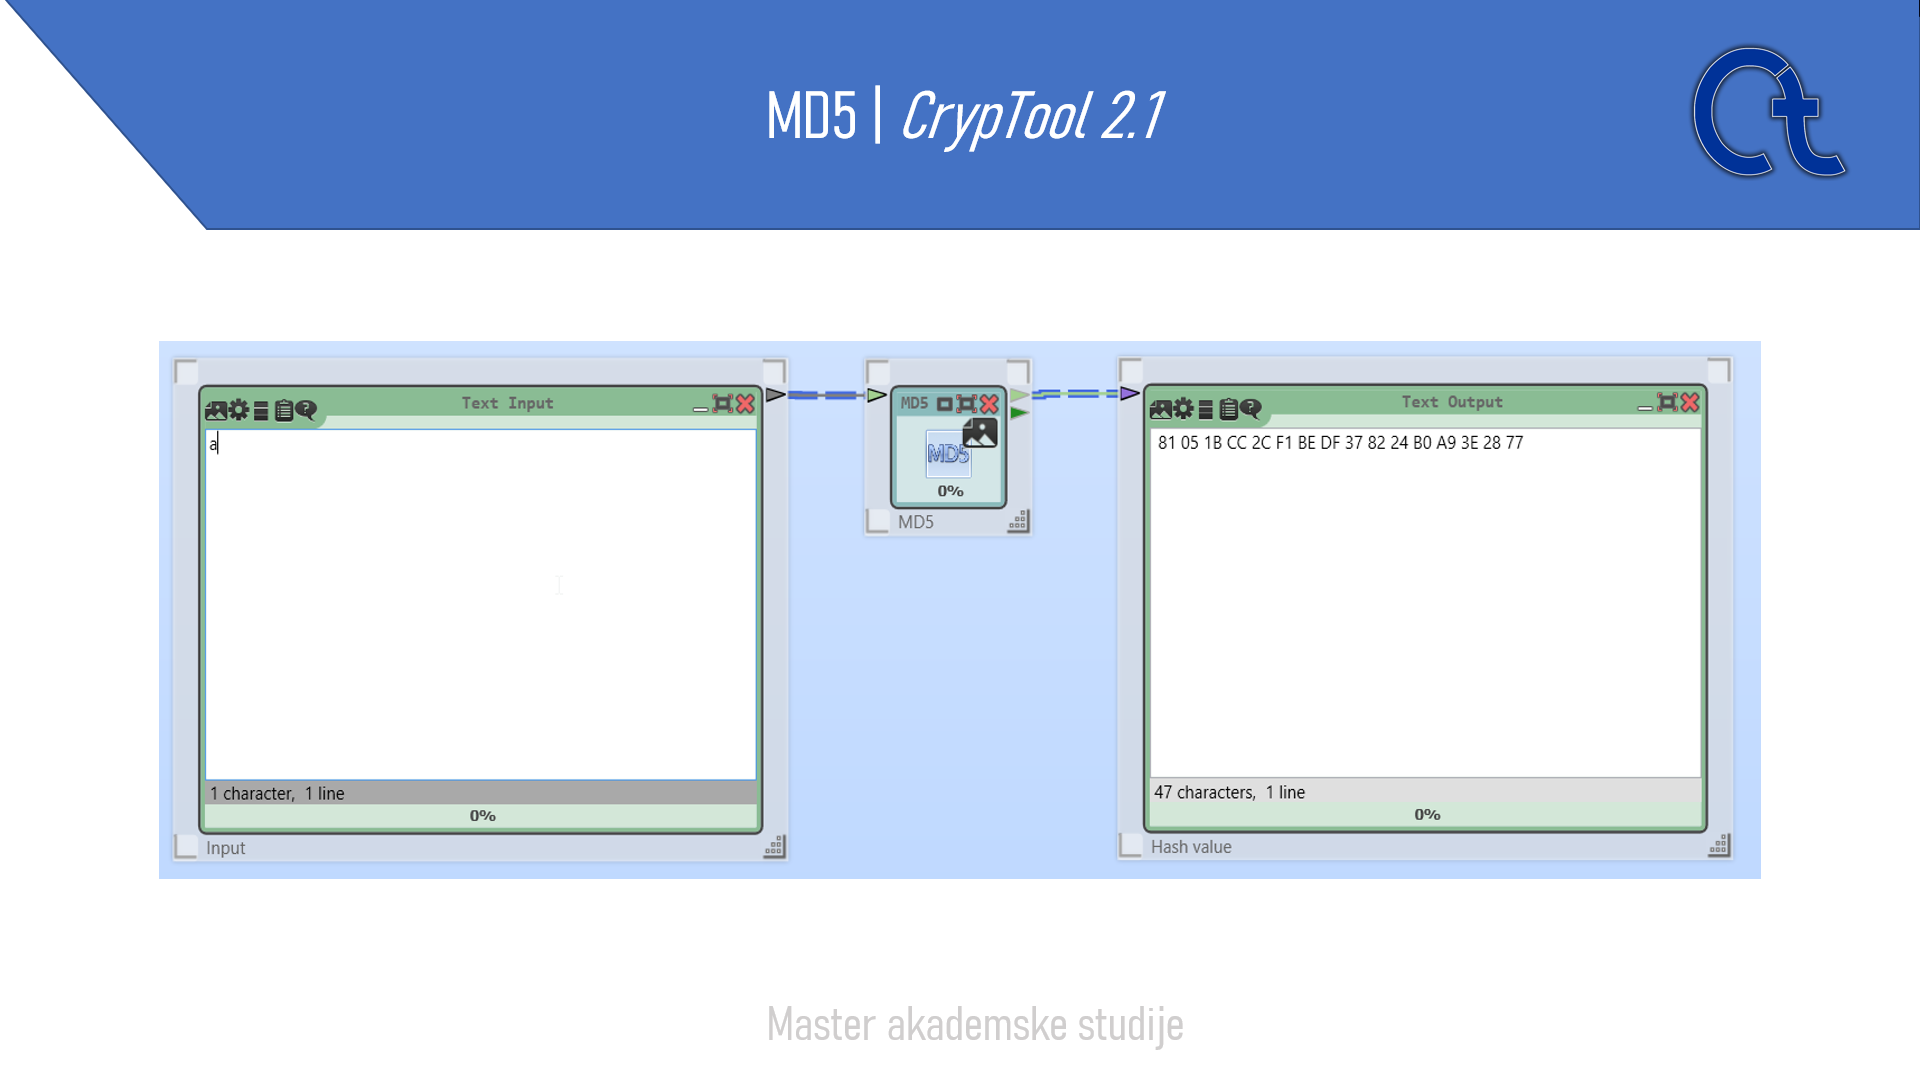 MD5 | CrypTool 2.1
Ct
Text Input
a
1 character, 1 line
0%
Input
MD5
MD5
0%
MD5
Text Output
81 05 1B CC 2C F1 BE DF 37 82 24 B0 A9 3E 28 77
47 characters, 1 line
0%
Hash value
Master akademske studije